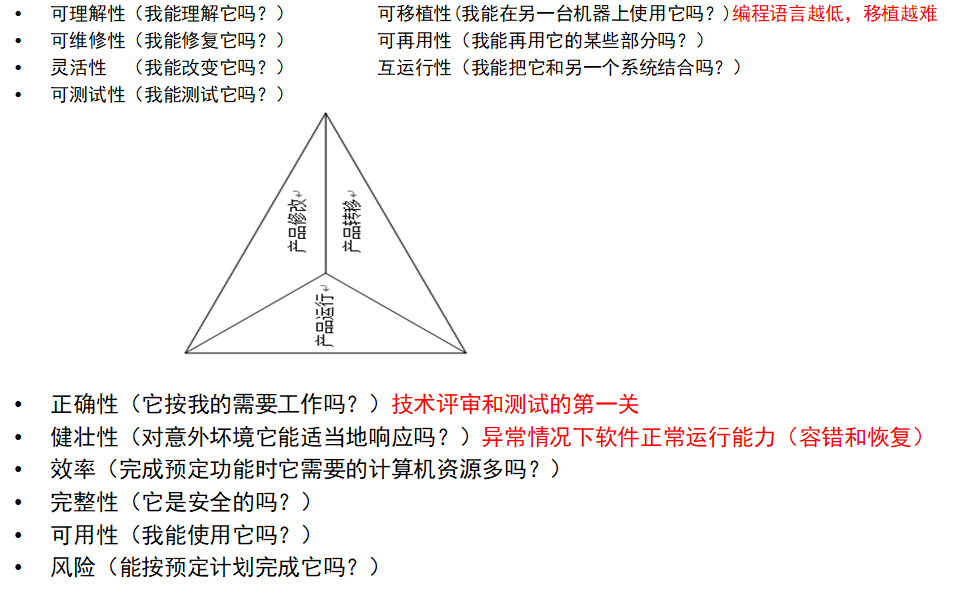 • 可理解性（我能理解它吗？） 可移植性(我能在另一台机器上使用它吗？)编程语言越低，移植越难
• 可维修性（我能修复它吗？） 可再用性（我能再用它的某些部分吗？）
• 灵活性 （我能改变它吗？） 互运行性（我能把它和另一个系统结合吗？）
• 可测试性（我能测试它吗？）
产品修改
产品转移
产品运行
• 正确性（它按我的需要工作吗？）技术评审和测试的第一关
• 健壮性（对意外坏境它能适当地响应吗？）异常情况下软件正常运行能力（容错和恢复）
• 效率（完成预定功能时它需要的计算机资源多吗？）
• 完整性（它是安全的吗？）
• 可用性（我能使用它吗？）
• 风险（能按预定计划完成它吗？）